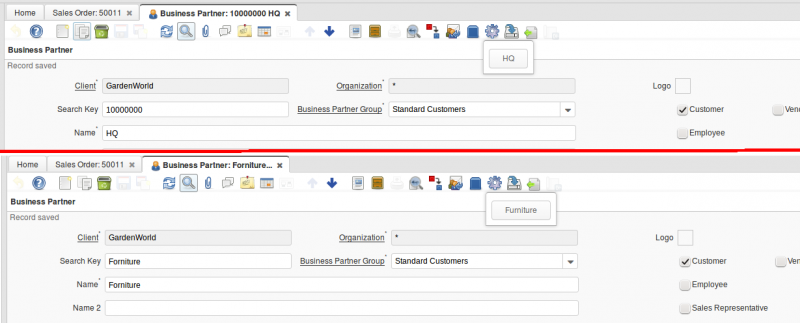 Home Sales Order: 50011 Business Partner: 10000000 HQ
Business Partner
HQ
Record saved
Client* GardenWorld Organization* * Logo
Search Key 10000000 Business Partner Group* Standard Customers Customer Vend
Name* HQ Employee
Home Sales Order: 50011 Business Partner: Forniture...
Business Partner
Furniture
Record saved
Client* GardenWorld Organization* * Logo
Search Key Forniture Business Partner Group* Standard Customers Customer Ven
Name* Forniture Employee
Name 2 Sales Representative